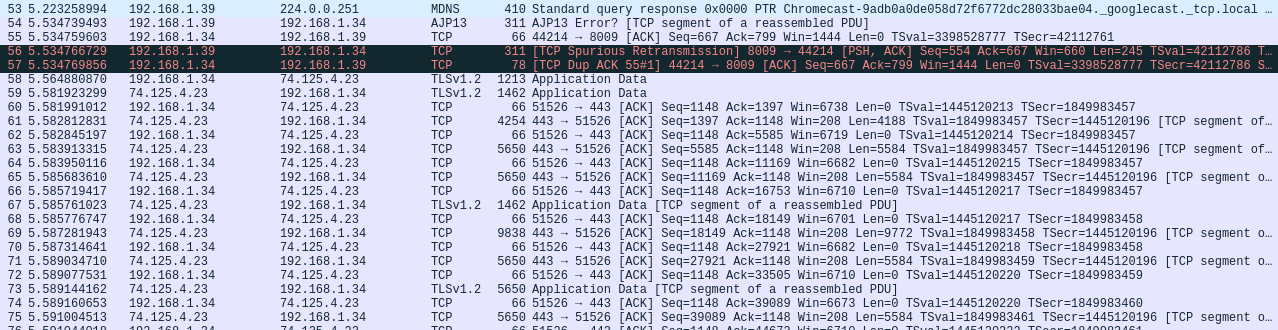 53 5.223258994 192.168.1.39 224.0.0.251 MDNS 410 Standard query response 0x0000 PTR Chromecast-9adb0a0de058d72f6772dc28033bae04._googlecast._tcp.local …
54 5.534739493 192.168.1.39 192.168.1.34 AJP13 311 AJP13 Error? [TCP segment of a reassembled PDU]
55 5.534759603 192.168.1.34 192.168.1.39 TCP 66 44214 → 8009 [ACK] Seq=667 Ack=799 Win=1444 Len=0 TSval=3398528777 TSecr=42112761
56 5.534766729 192.168.1.39 192.168.1.34 TCP 311 [TCP Spurious Retransmission] 8009 → 44214 [PSH, ACK] Seq=554 Ack=667 Win=660 Len=245 TSval=42112786 T…
57 5.534769856 192.168.1.34 192.168.1.39 TCP 78 [TCP Dup ACK 55#1] 44214 → 8009 [ACK] Seq=667 Ack=799 Win=1444 Len=0 TSval=3398528777 TSecr=42112786 S…
58 5.564880870 192.168.1.34 74.125.4.23 TLSv1.2 1213 Application Data
59 5.581923299 74.125.4.23 192.168.1.34 TLSv1.2 1462 Application Data
60 5.581991012 192.168.1.34 74.125.4.23 TCP 66 51526 → 443 [ACK] Seq=1148 Ack=1397 Win=6738 Len=0 TSval=1445120213 TSecr=1849983457
61 5.582812831 74.125.4.23 192.168.1.34 TCP 4254 443 → 51526 [ACK] Seq=1397 Ack=1148 Win=208 Len=4188 TSval=1849983457 TSecr=1445120196 [TCP segment of…
62 5.582845197 192.168.1.34 74.125.4.23 TCP 66 51526 → 443 [ACK] Seq=1148 Ack=5585 Win=6719 Len=0 TSval=1445120214 TSecr=1849983457
63 5.583913315 74.125.4.23 192.168.1.34 TCP 5650 443 → 51526 [ACK] Seq=5585 Ack=1148 Win=208 Len=5584 TSval=1849983457 TSecr=1445120196 [TCP segment of…
64 5.583950116 192.168.1.34 74.125.4.23 TCP 66 51526 → 443 [ACK] Seq=1148 Ack=11169 Win=6682 Len=0 TSval=1445120215 TSecr=1849983457
65 5.585683610 74.125.4.23 192.168.1.34 TCP 5650 443 → 51526 [ACK] Seq=11169 Ack=1148 Win=208 Len=5584 TSval=1849983457 TSecr=1445120196 [TCP segment o…
66 5.585719417 192.168.1.34 74.125.4.23 TCP 66 51526 → 443 [ACK] Seq=1148 Ack=16753 Win=6710 Len=0 TSval=1445120217 TSecr=1849983457
67 5.585761023 74.125.4.23 192.168.1.34 TLSv1.2 1462 Application Data [TCP segment of a reassembled PDU]
68 5.585776747 192.168.1.34 74.125.4.23 TCP 66 51526 → 443 [ACK] Seq=1148 Ack=18149 Win=6701 Len=0 TSval=1445120217 TSecr=1849983458
69 5.587281943 74.125.4.23 192.168.1.34 TCP 9838 443 → 51526 [ACK] Seq=18149 Ack=1148 Win=208 Len=9772 TSval=1849983458 TSecr=1445120196 [TCP segment o…
70 5.587314641 192.168.1.34 74.125.4.23 TCP 66 51526 → 443 [ACK] Seq=1148 Ack=27921 Win=6682 Len=0 TSval=1445120218 TSecr=1849983458
71 5.589034710 74.125.4.23 192.168.1.34 TCP 5650 443 → 51526 [ACK] Seq=27921 Ack=1148 Win=208 Len=5584 TSval=1849983459 TSecr=1445120196 [TCP segment o…
72 5.589077531 192.168.1.34 74.125.4.23 TCP 66 51526 → 443 [ACK] Seq=1148 Ack=33505 Win=6710 Len=0 TSval=1445120220 TSecr=1849983459
73 5.589144162 74.125.4.23 192.168.1.34 TLSv1.2 5650 Application Data [TCP segment of a reassembled PDU]
74 5.589160653 192.168.1.34 74.125.4.23 TCP 66 51526 → 443 [ACK] Seq=1148 Ack=39089 Win=6673 Len=0 TSval=1445120220 TSecr=1849983460
75 5.591004513 74.125.4.23 192.168.1.34 TCP 5650 443 → 51526 [ACK] Seq=39089 Ack=1148 Win=208 Len=5584 TSval=1849983461 TSecr=1445120196 [TCP segment o…